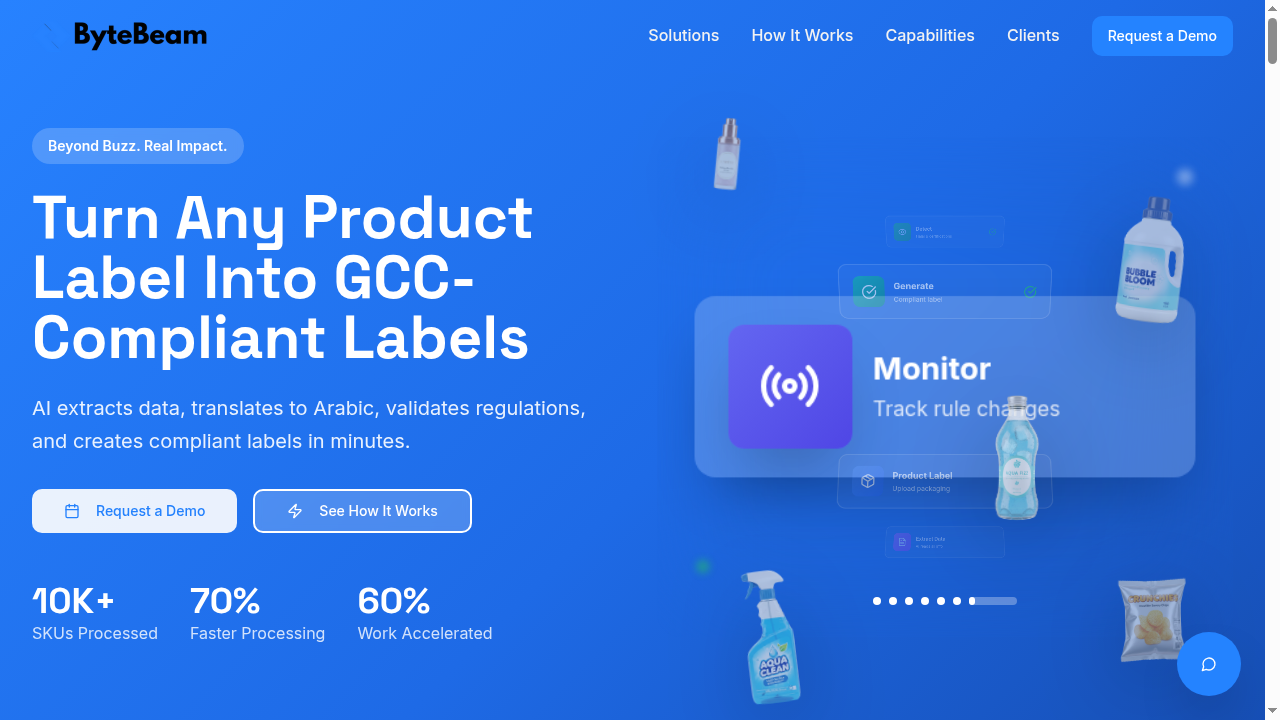 ByteBeam
Solutions
How It Works
Capabilities
Clients
Request a Demo
Beyond Buzz. Real Impact.
Turn Any Product
Label Into GCC-
Compliant Labels
AI extracts data, translates to Arabic, validates regulations,
and creates compliant labels in minutes.
Request a Demo
See How It Works
10K+
SKUs Processed
70%
Faster Processing
60%
Work Accelerated
Generate
Compliant label
Monitor
Track rule changes
Product Label
Upload packaging
Extract Data
BUBBLE
BLOOM
AQUA
CLEAN